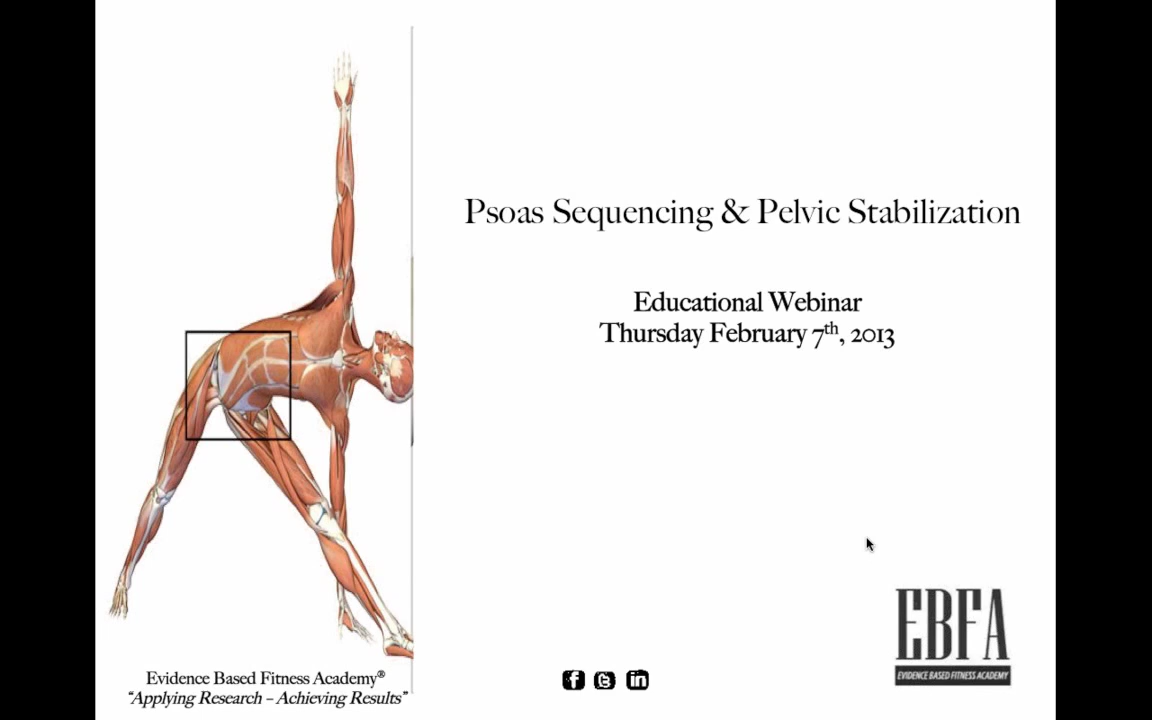 Psoas Sequencing & Pelvic Stabilization
Educational Webinar
Thursday February 7th, 2013
EBFA
EVIDENCE BASED FITNESS ACADEMY
Evidence Based Fitness Academy®
“Applying Research – Achieving Results”
f t in